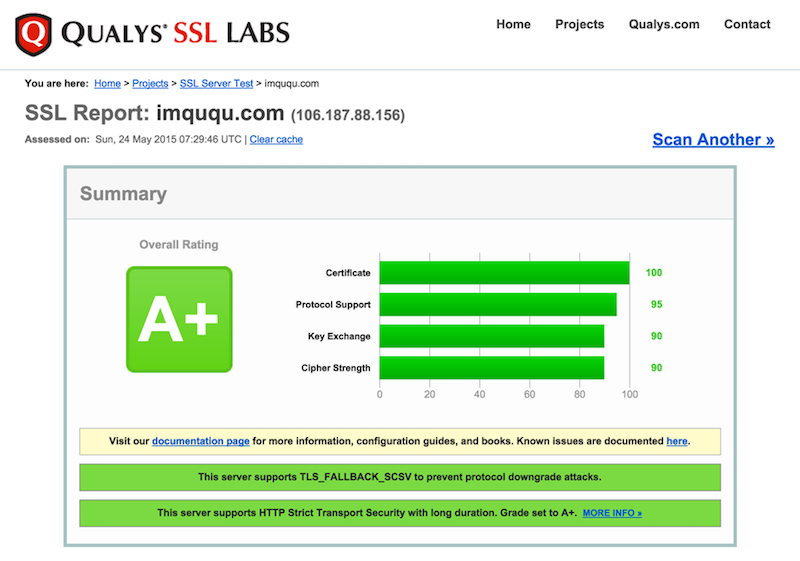 QUALYS® SSL LABS
Home Projects Qualys.com Contact
You are here: Home > Projects > SSL Server Test > imququ.com
SSL Report: imququ.com (106.187.88.156)
Assessed on: Sun, 24 May 2015 07:29:46 UTC | Clear cache
Scan Another »
Summary
Overall Rating
A+
Certificate 100
Protocol Support 95
Key Exchange 90
Cipher Strength 90
0 20 40 60 80 100
Visit our documentation page for more information, configuration guides, and books. Known issues are documented here.
This server supports TLS_FALLBACK_SCSV to prevent protocol downgrade attacks.
This server supports HTTP Strict Transport Security with long duration. Grade set to A+. MORE INFO »